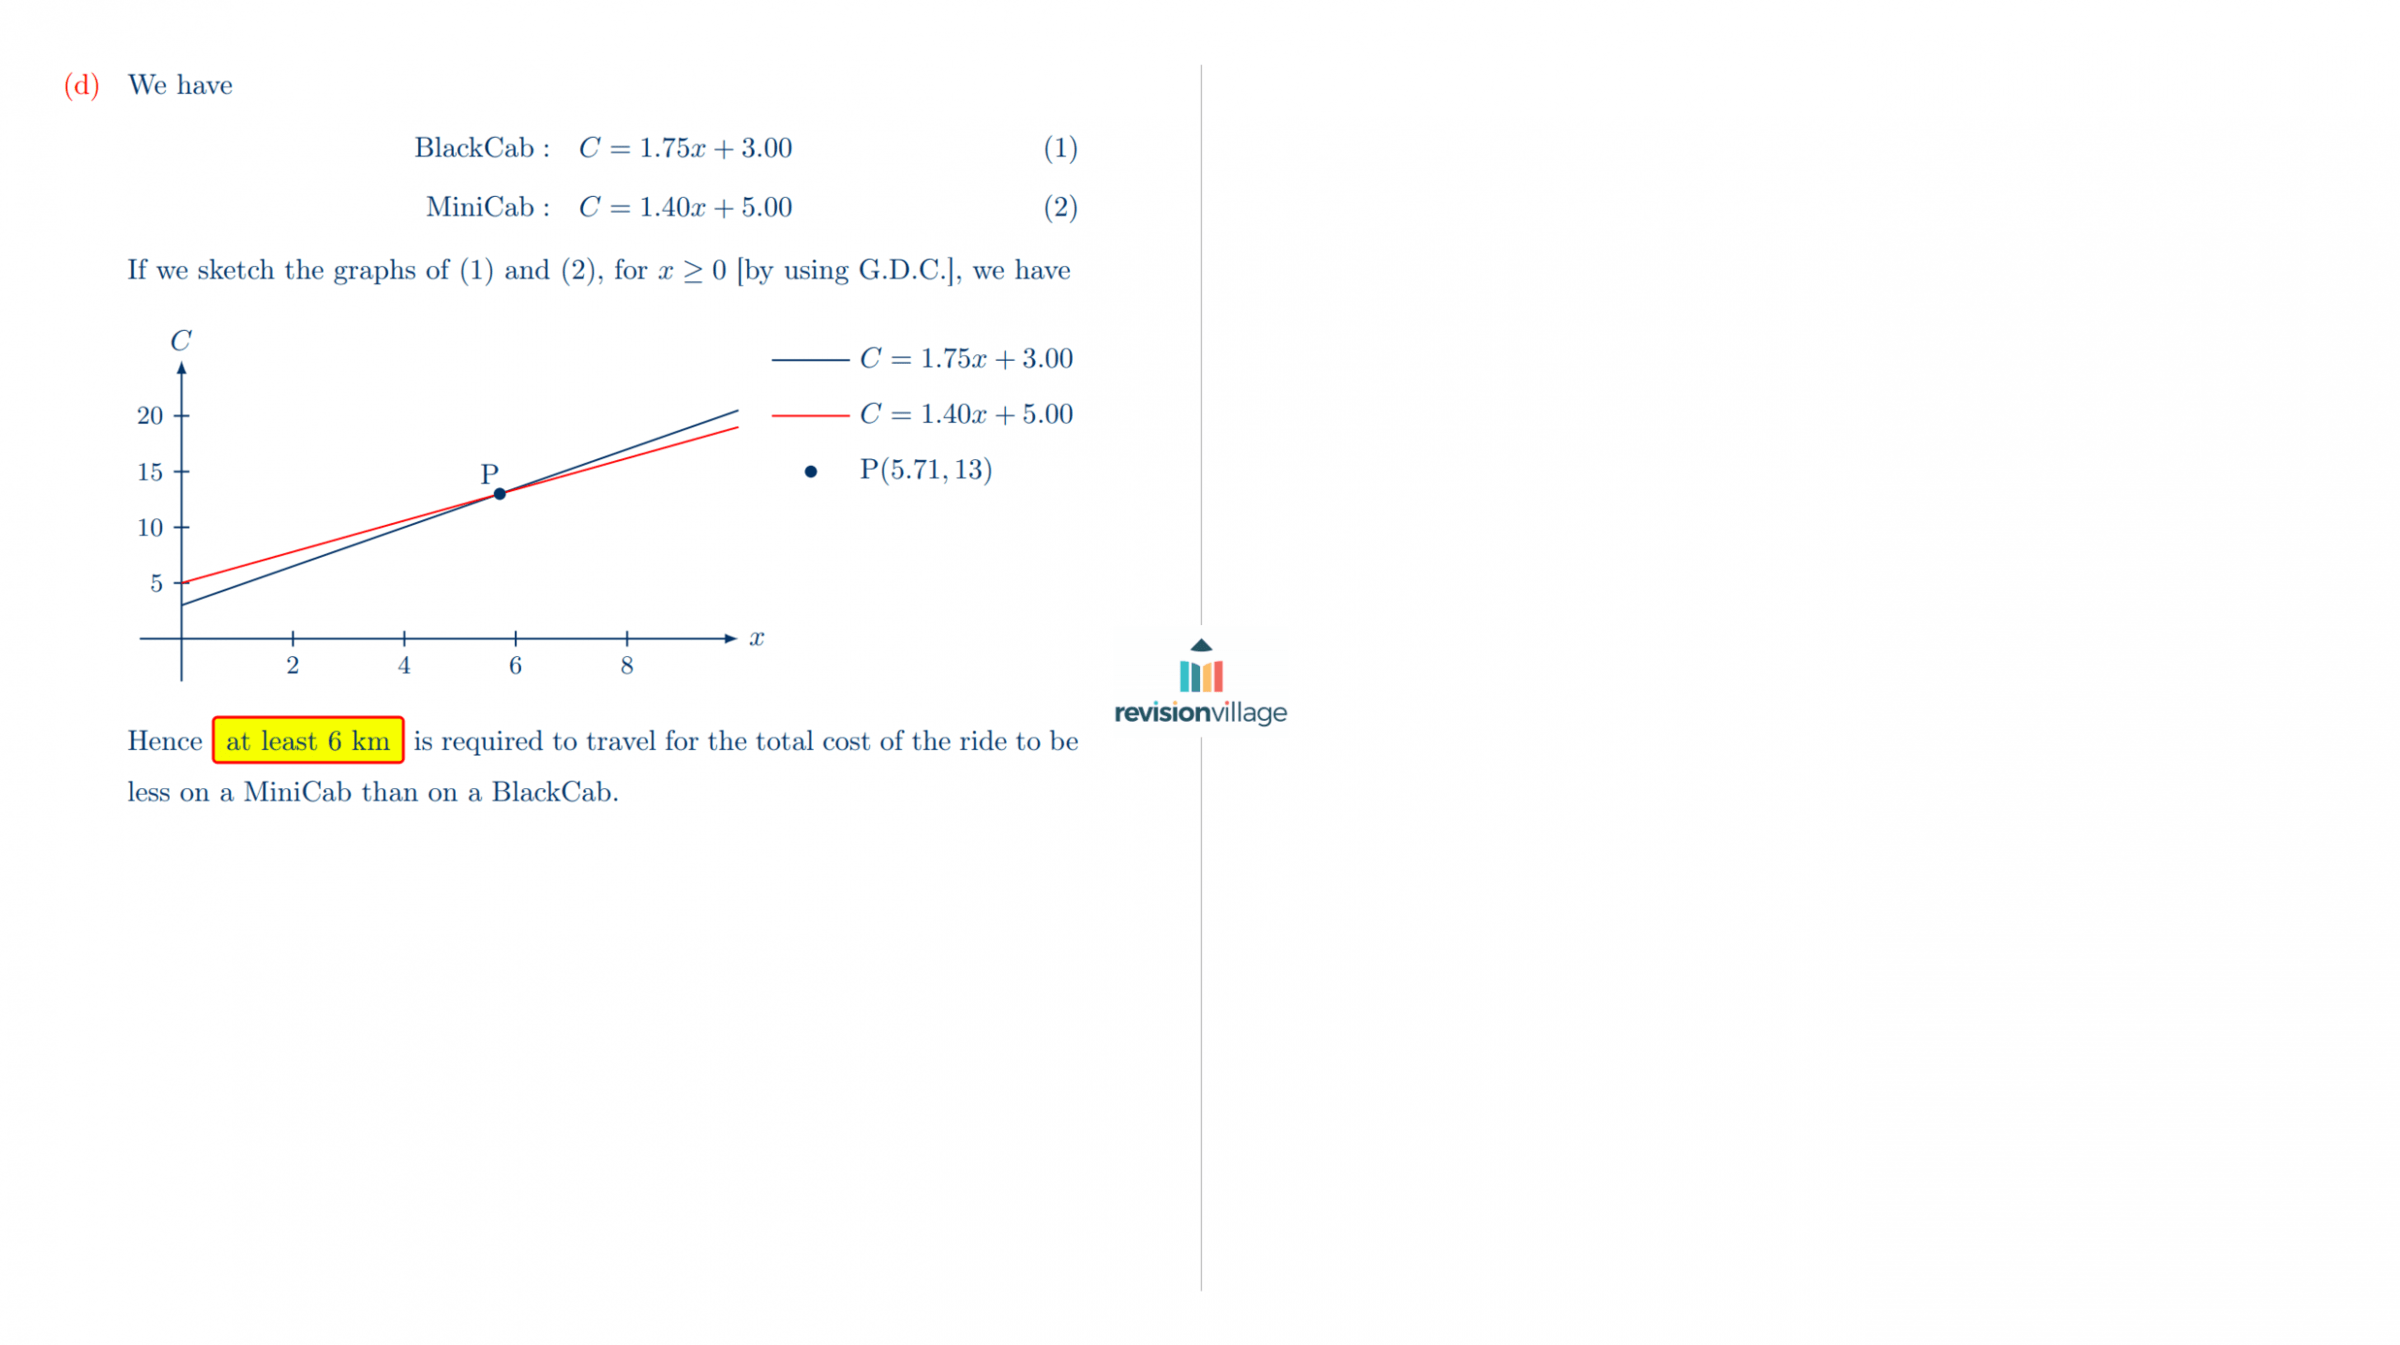 (d) We have
BlackCab : C = 1.75x + 3.00 (1)
MiniCab : C = 1.40x + 5.00 (2)
If we sketch the graphs of (1) and (2), for x ≥ 0 [by using G.D.C.], we have
C
C = 1.75x + 3.00
20
C = 1.40x + 5.00
15
P
P(5.71, 13)
10
5
x
2 4 6 8
revisionvillage
Hence at least 6 km is required to travel for the total cost of the ride to be
less on a MiniCab than on a BlackCab.